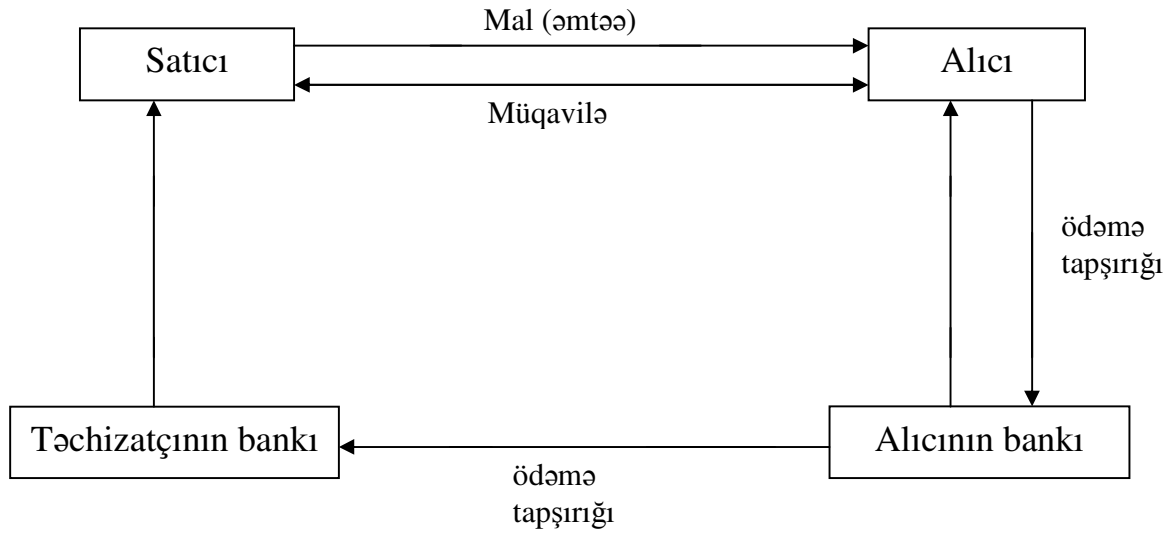 Mal (əmtəə)
Satıcı
Alıcı
Müqavilə
ödəmə
tapşırığı
Təchizatçının bankı
Alıcının bankı
ödəmə
tapşırığı